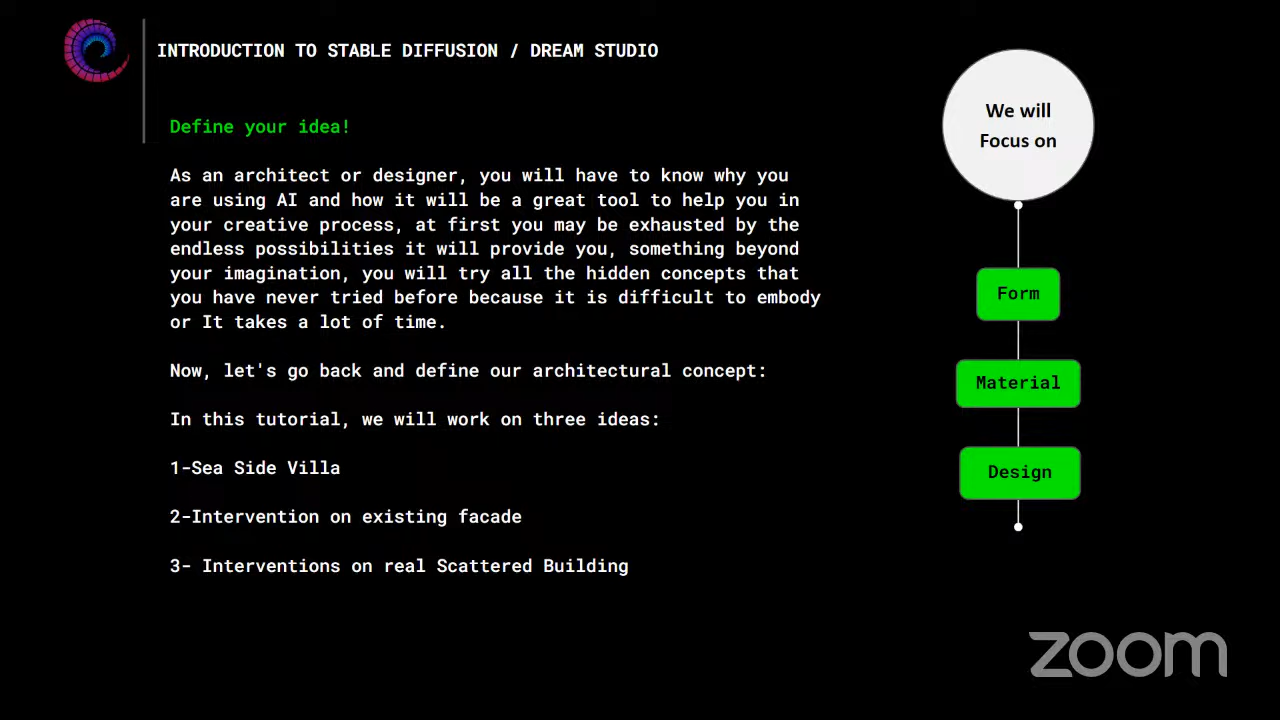 INTRODUCTION TO STABLE DIFFUSION / DREAM STUDIO
Define your idea!
As an architect or designer, you will have to know why you
are using AI and how it will be a great tool to help you in
your creative process, at first you may be exhausted by the
endless possibilities it will provide you, something beyond
your imagination, you will try all the hidden concepts that
you have never tried before because it is difficult to embody
or It takes a lot of time.
Now, let's go back and define our architectural concept:
In this tutorial, we will work on three ideas:
1-Sea Side Villa
2-Intervention on existing facade
3- Interventions on real Scattered Building
We will
Focus on
Form
Material
Design
zoom